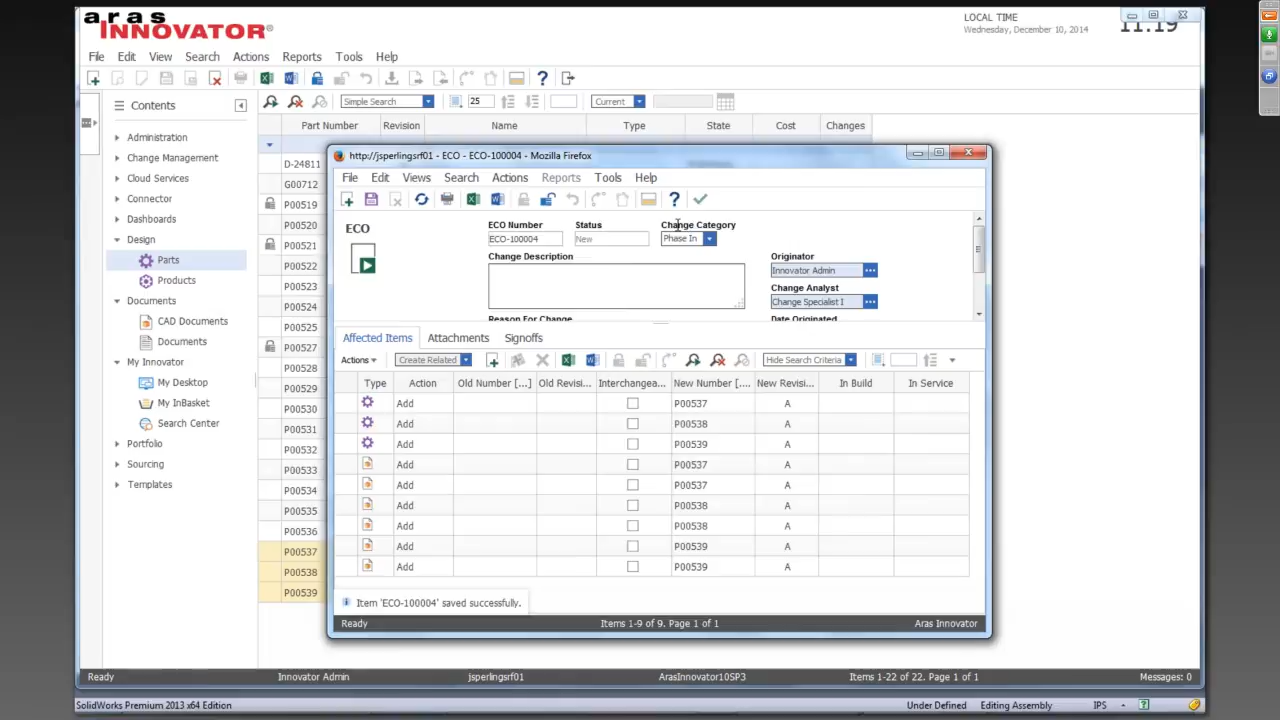 aras
INNOVATOR®
LOCAL TIME
Wednesday, December 10, 2014
11:19
File Edit View Search Actions Reports Tools Help
Simple Search 25 Current
Contents
Administration
Change Management
Cloud Services
Connector
Dashboards
Design
Parts
Products
Documents
CAD Documents
Documents
My Innovator
My Desktop
My InBasket
Search Center
Portfolio
Sourcing
Templates
Part Number Revision Name Type State Cost Changes
D-24811
G00712
P00519
P00520
P00521
P00522
P00523
P00524
P00525
P00527
P00528
P00529
P00530
P00531
P00532
P00533
P00534
P00535
P00536
P00537
P00538
P00539
http://jsperlingsrf01 - ECO - ECO-100004 - Mozilla Firefox
File Edit Views Search Actions Reports Tools Help
ECO
ECO Number Status Change Category
ECO-100004 New Phase In
Change Description
Originator
Innovator Admin
Change Analyst
Change Specialist I
Reason For Change
Date Originated
Affected Items Attachments Signoffs
Actions Create Related Hide Search Criteria
Type Action Old Number [...] Old Revisi... Interchangea... New Number [.... New Revisi... In Build In Service
Add P00537 A
Add P00538 A
Add P00539 A
Add P00537 A
Add P00537 A
Add P00538 A
Add P00538 A
Add P00539 A
Add P00539 A
Item 'ECO-100004' saved successfully.
Ready Items 1-9 of 9. Page 1 of 1 Aras Innovator
Ready Innovator Admin jsperlingsrf01 ArasInnovator10SP3 Items 1-22 of 22. Page 1 of 1 Messages: 0
SolidWorks Premium 2013 x64 Edition Under Defined Editing Assembly IPS